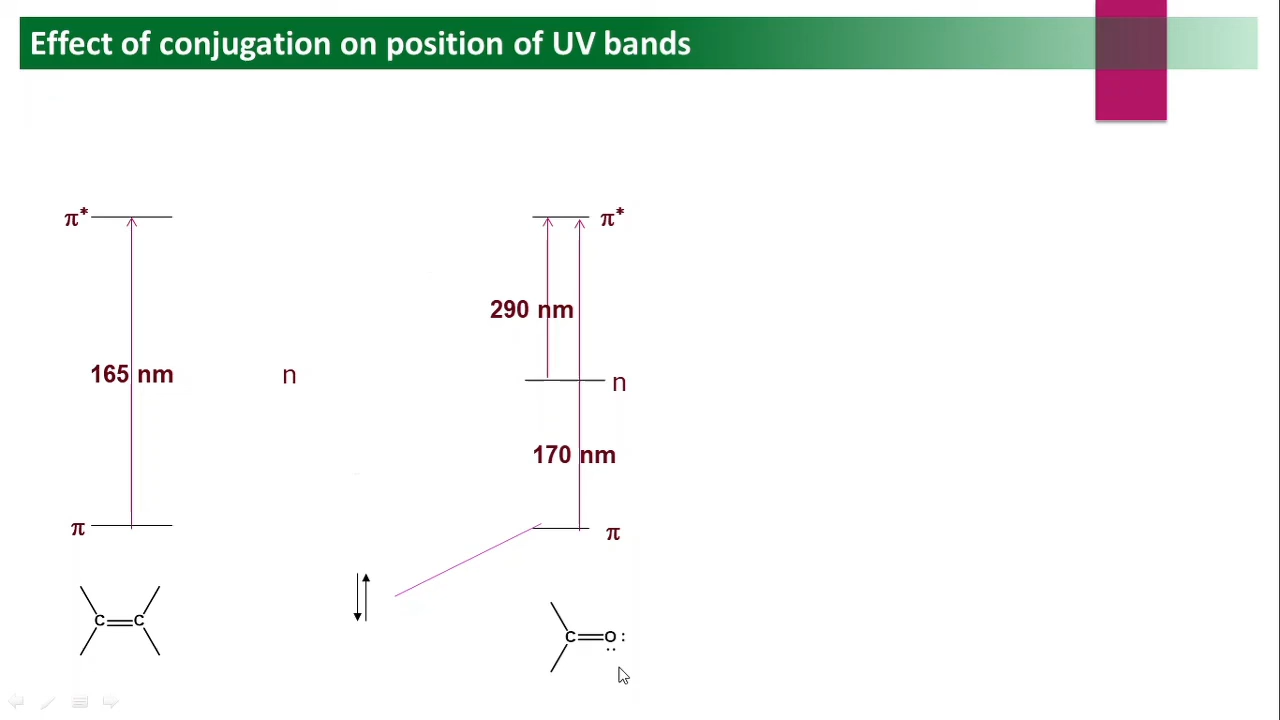 Effect of conjugation on position of UV bands
π*
π*
290 nm
165 nm
n
n
170 nm
π
π
C=C
C=O:
..